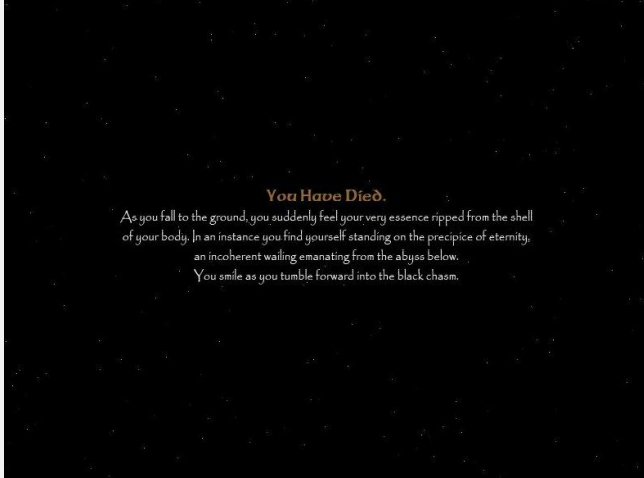 You Have Died.
As you fall to the ground, you suddenly feel your very essence ripped from the shell
of your body. In an instance you find yourself standing on the precipice of eternity,
an incoherent wailing emanating from the abyss below.
You smile as you tumble forward into the black chasm.